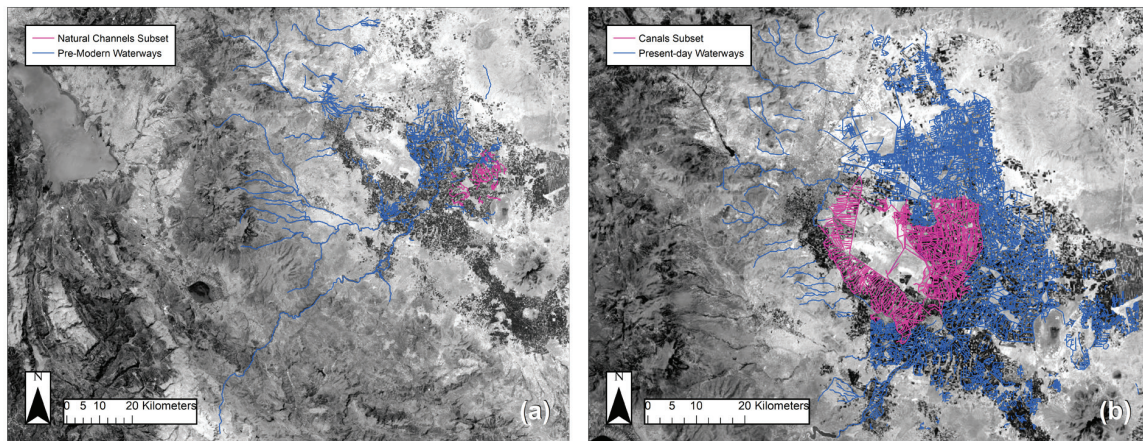 Natural Channels Subset
Pre-Modern Waterways
N
0 5 10 20 Kilometers
(a)
Canals Subset
Present-day Waterways
N
0 5 10 20 Kilometers
(b)